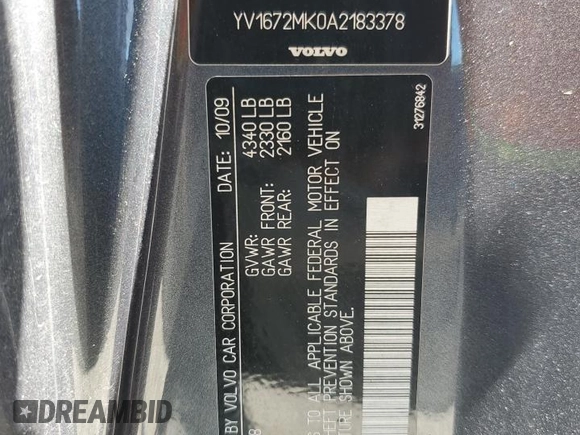 YV1672MK0A2183378
VOLVO
BY VOLVO CAR CORPORATION DATE: 10/09
GVWR: 4340 LB
GAWR FRONT: 2330 LB
GAWR REAR: 2160 LB
TO ALL APPLICABLE FEDERAL MOTOR VEHICLE
PREVENTION STANDARDS IN EFFECT ON
SHOWN ABOVE.
31276842
DREAMBID